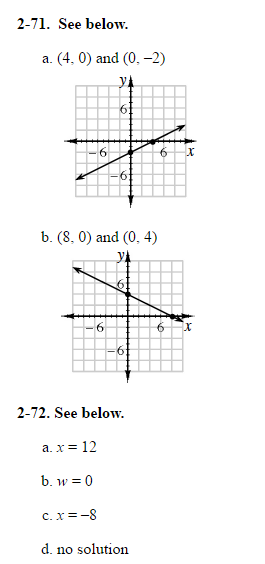 2-71. See below.
a. (4, 0) and (0, −2)
y
6
−6
6
x
−6
b. (8, 0) and (0, 4)
y
6
−6
6
x
−6
2-72. See below.
a. x = 12
b. w = 0
c. x = −8
d. no solution